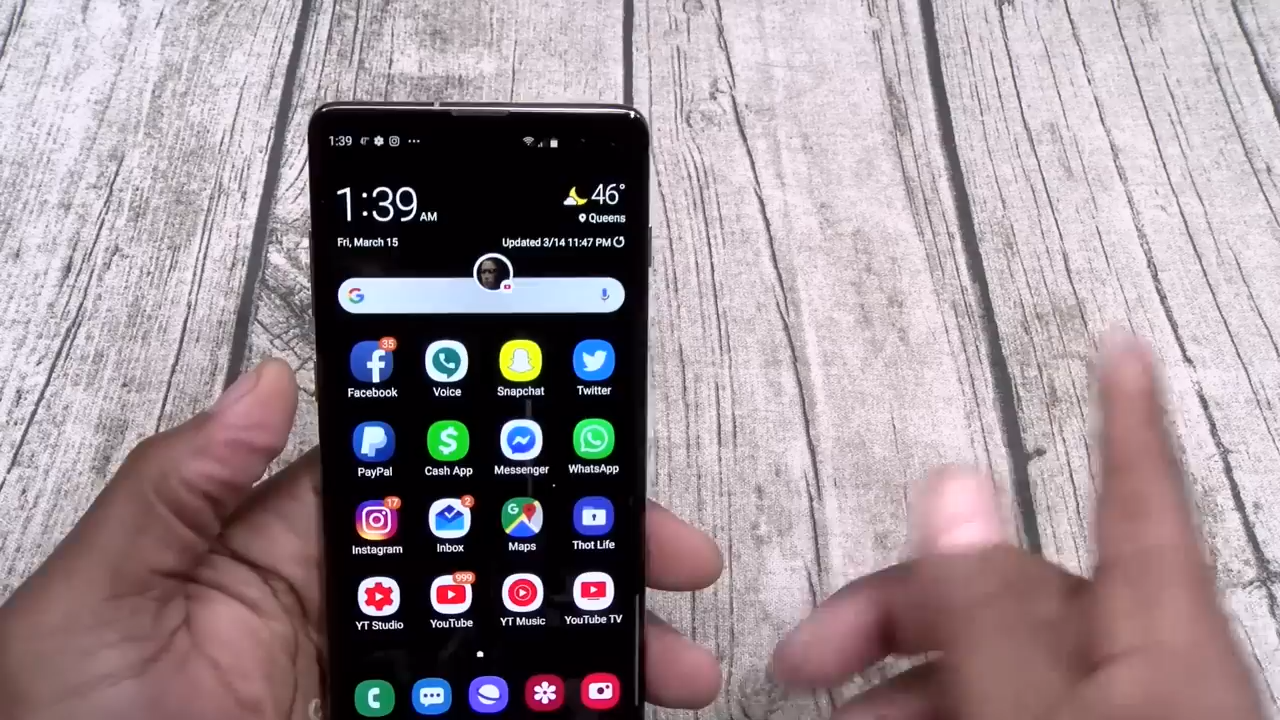 1:39
1:39 AM
46°
Queens
Fri, March 15
Updated 3/14 11:47 PM
G
35
Facebook
Voice
Snapchat
Twitter
PayPal
Cash App
Messenger
WhatsApp
17
2
Instagram
Inbox
Maps
Thot Life
999
YT Studio
YouTube
YT Music
YouTube TV